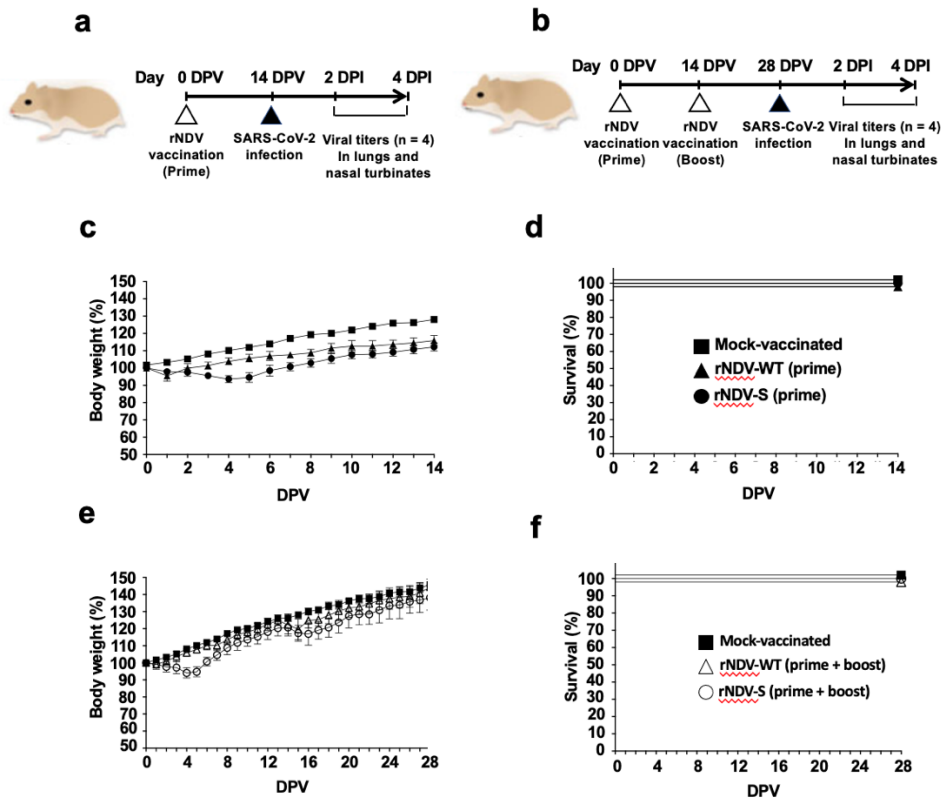 a
Day 0 DPV 14 DPV 2 DPI 4 DPI
rNDV vaccination (Prime)
SARS-CoV-2 infection
Viral titers (n = 4) In lungs and nasal turbinates
b
Day 0 DPV 14 DPV 28 DPV 2 DPI 4 DPI
rNDV vaccination (Prime)
rNDV vaccination (Boost)
SARS-CoV-2 infection
Viral titers (n = 4) In lungs and nasal turbinates
c
Body weight (%)
150
140
130
120
110
100
90
80
70
60
50
0 2 4 6 8 10 12 14
DPV
d
Survival (%)
100
90
80
70
60
50
40
30
20
10
0
Mock-vaccinated
rNDV-WT (prime)
rNDV-S (prime)
0 2 4 6 8 10 12 14
DPV
e
Body weight (%)
150
140
130
120
110
100
90
80
70
60
50
0 4 8 12 16 20 24 28
DPV
f
Survival (%)
100
90
80
70
60
50
40
30
20
10
0
Mock-vaccinated
rNDV-WT (prime + boost)
rNDV-S (prime + boost)
0 4 8 12 16 20 24 28
DPV